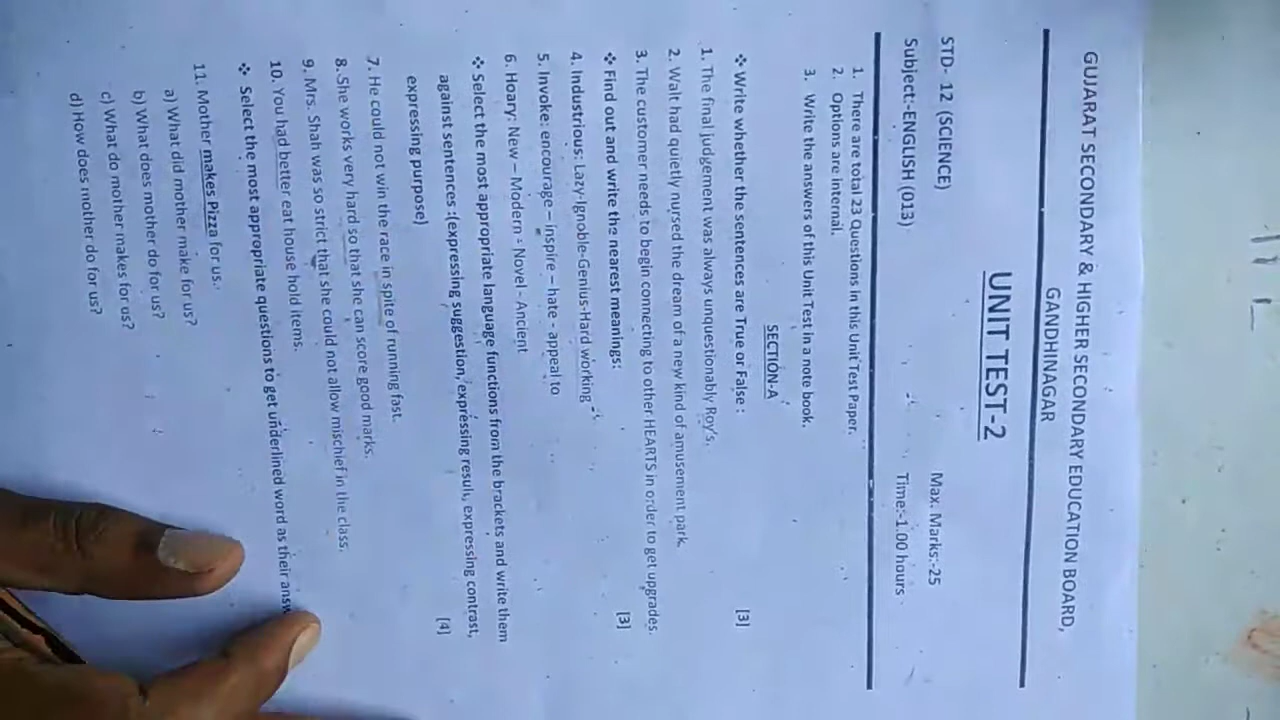 GUJARAT SECONDARY & HIGHER SECONDARY EDUCATION BOARD,
GANDHINAGAR
UNIT TEST-2
STD- 12 (SCIENCE) Max. Marks:-25
Subject:-ENGLISH (013) Time:-1.00 hours
1. There are total 23 Questions in this Unit Test Paper.
2. Options are internal.
3. Write the answers of this Unit Test in a note book.
SECTION-A
❖ Write whether the sentences are True or False : [3]
1. The final judgement was always unquestionably Roy's.
2. Walt had quietly nursed the dream of a new kind of amusement park.
3. The customer needs to begin connecting to other HEARTS in order to get upgrades.
❖ Find out and write the nearest meanings: [3]
4. Industrious: Lazy-Ignoble-Genius-Hard working
5. Invoke: encourage – inspire – hate - appeal to
6. Hoary: New – Modern - Novel - Ancient
❖ Select the most appropriate language functions from the brackets and write them
against sentences :(expressing suggestion, expressing result, expressing contrast,
expressing purpose) [4]
7. He could not win the race in spite of running fast.
8. She works very hard so that she can score good marks.
9. Mrs. Shah was so strict that she could not allow mischief in the class.
10. You had better eat house hold items.
❖ Select the most appropriate questions to get underlined word as their answ
11. Mother makes Pizza for us.
a) What did mother make for us?
b) What does mother do for us?
c) What do mother makes for us?
d) How does mother do for us?